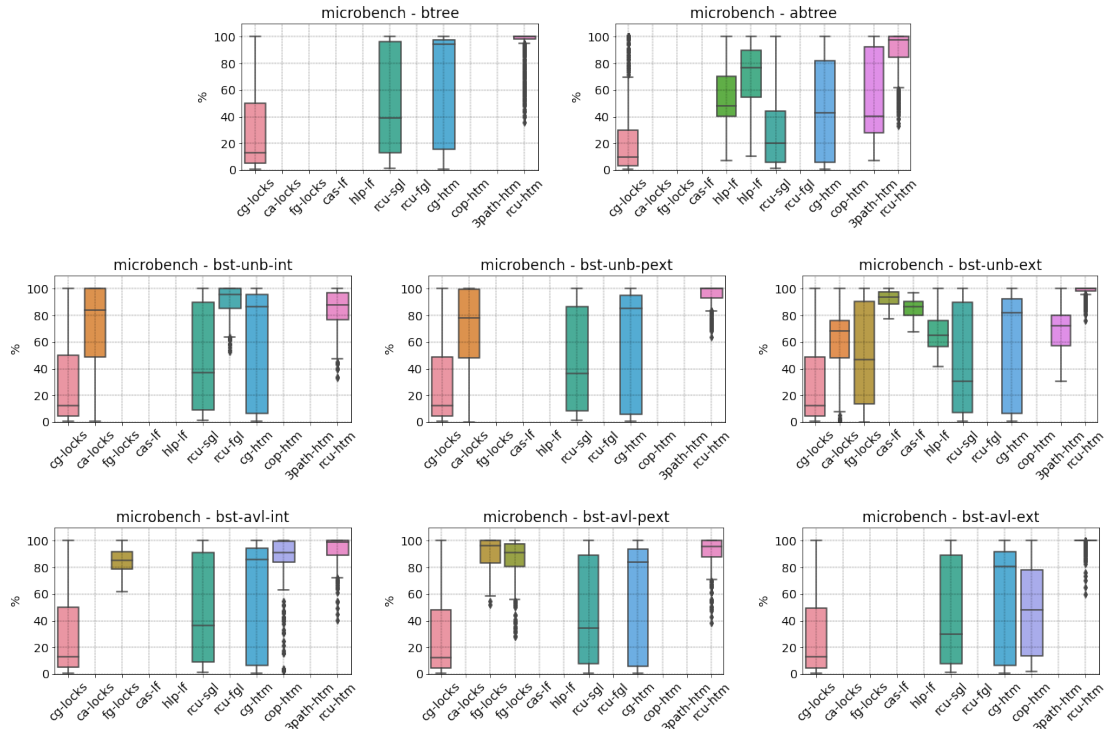 microbench - btree
100
80
60
40
20
0
%
cg-locks
ca-locks
fg-locks
cas-lf
hlp-lf
rcu-sgl
rcu-fgl
cg-htm
cop-htm
3path-htm
rcu-htm
microbench - abtree
100
80
60
40
20
0
%
cg-locks
ca-locks
fg-locks
cas-lf
hlp-lf
hlp-lf
rcu-sgl
rcu-fgl
cg-htm
cop-htm
3path-htm
rcu-htm
microbench - bst-unb-int
100
80
60
40
20
0
%
cg-locks
ca-locks
fg-locks
cas-lf
hlp-lf
rcu-sgl
rcu-fgl
cg-htm
cop-htm
3path-htm
rcu-htm
microbench - bst-unb-pext
100
80
60
40
20
0
%
cg-locks
ca-locks
fg-locks
cas-lf
hlp-lf
rcu-sgl
rcu-fgl
cg-htm
cop-htm
3path-htm
rcu-htm
microbench - bst-unb-ext
100
80
60
40
20
0
%
cg-locks
ca-locks
fg-locks
cas-lf
cas-lf
hlp-lf
rcu-sgl
rcu-fgl
cg-htm
cop-htm
3path-htm
rcu-htm
microbench - bst-avl-int
100
80
60
40
20
0
%
cg-locks
ca-locks
fg-locks
cas-lf
hlp-lf
rcu-sgl
rcu-fgl
cg-htm
cop-htm
3path-htm
rcu-htm
microbench - bst-avl-pext
100
80
60
40
20
0
%
cg-locks
ca-locks
fg-locks
fg-locks
cas-lf
hlp-lf
rcu-sgl
rcu-fgl
cg-htm
cop-htm
3path-htm
rcu-htm
microbench - bst-avl-ext
100
80
60
40
20
0
%
cg-locks
ca-locks
fg-locks
cas-lf
hlp-lf
rcu-sgl
rcu-fgl
cg-htm
cop-htm
3path-htm
rcu-htm